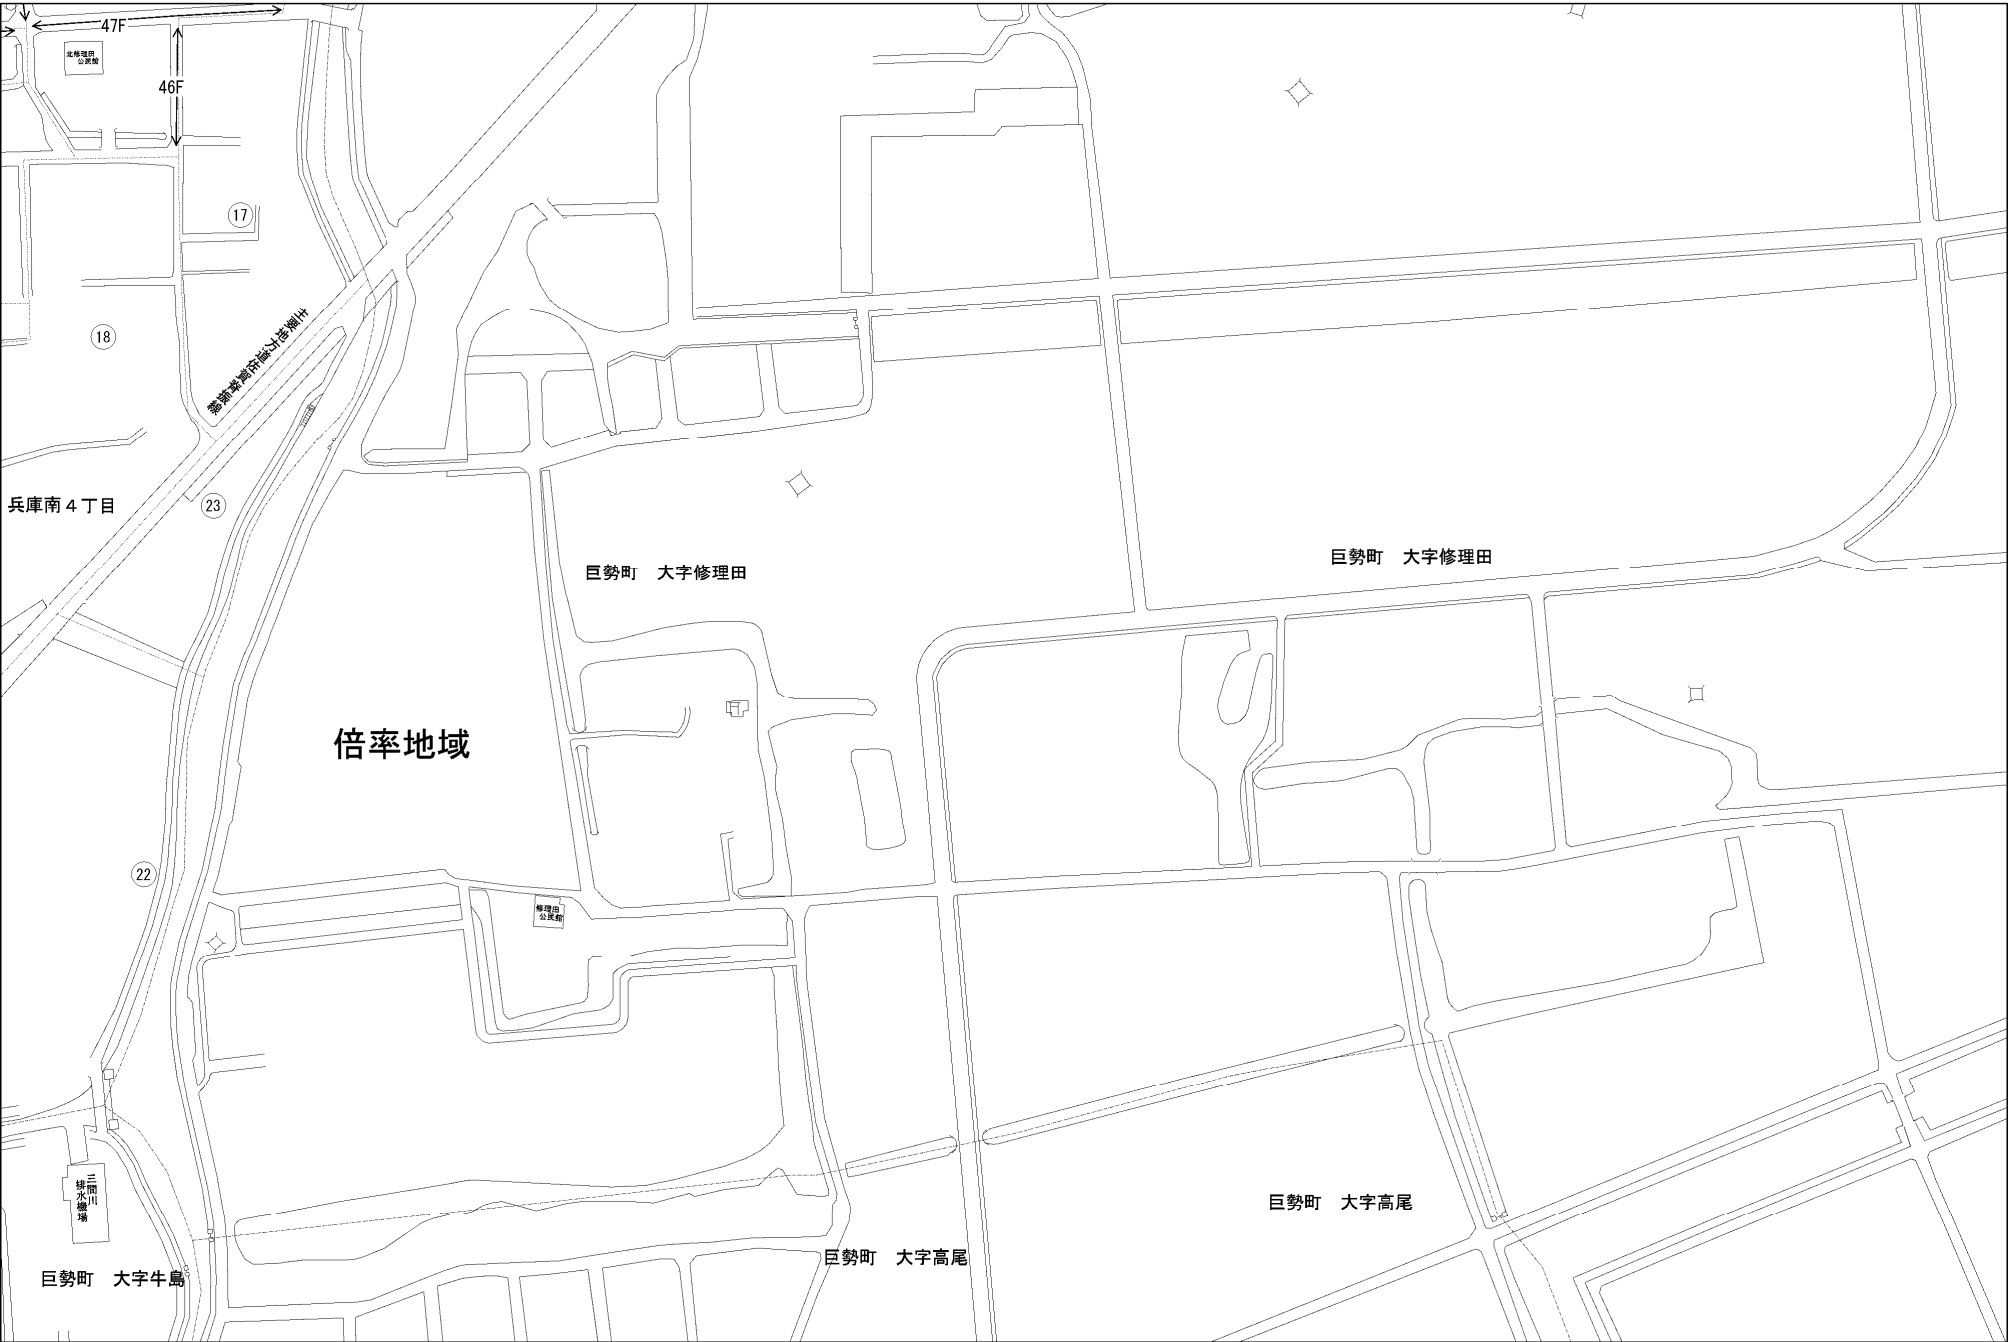 47F
北修理田
公民館
46F
17
18
主要地方道佐賀脊振線
兵庫南4丁目
23
巨勢町 大字修理田
巨勢町 大字修理田
倍率地域
22
修理田
公民館
三間川
排水機場
巨勢町 大字高尾
巨勢町 大字高尾
巨勢町 大字牛島